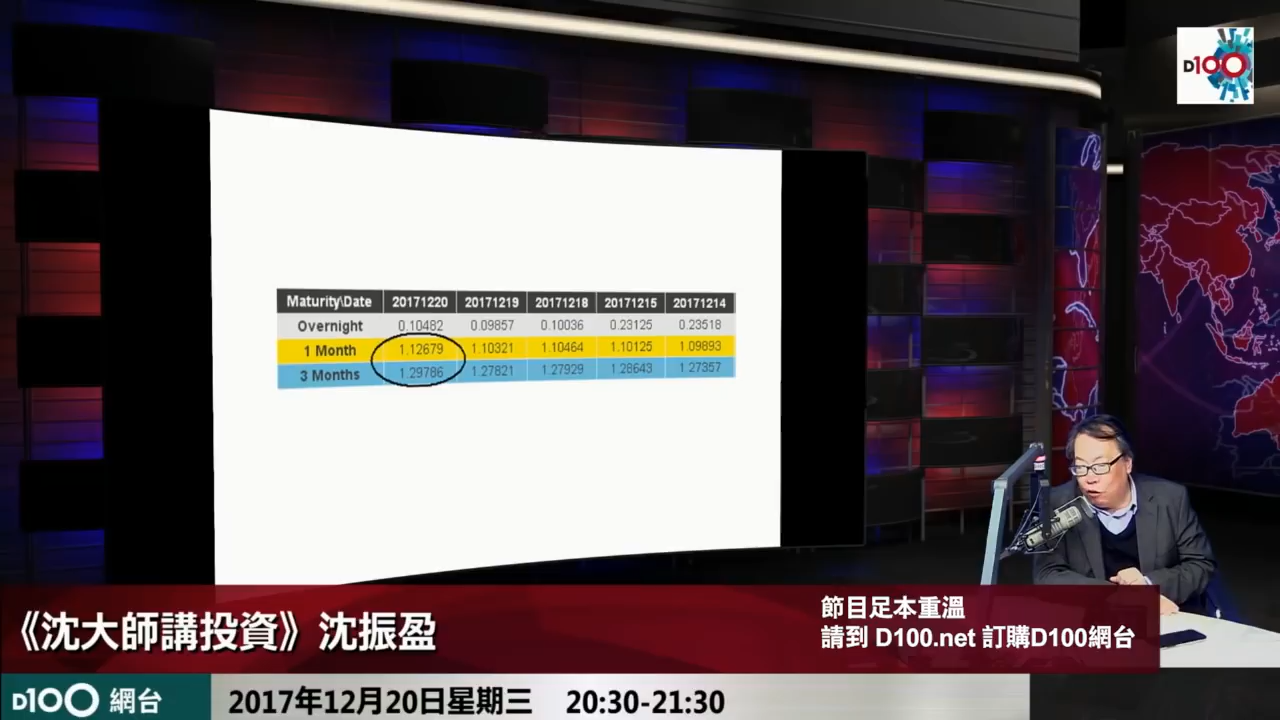 D100
Maturity\Date 20171220 20171219 20171218 20171215 20171214
Overnight 0.10482 0.09857 0.10036 0.23125 0.23518
1 Month 1.12679 1.10321 1.10464 1.10125 1.09893
3 Months 1.29786 1.27821 1.27929 1.28643 1.27357
《沈大師講投資》沈振盈
節目足本重溫
請到 D100.net 訂購D100網台
D100 網台
2017年12月20日星期三 20:30-21:30